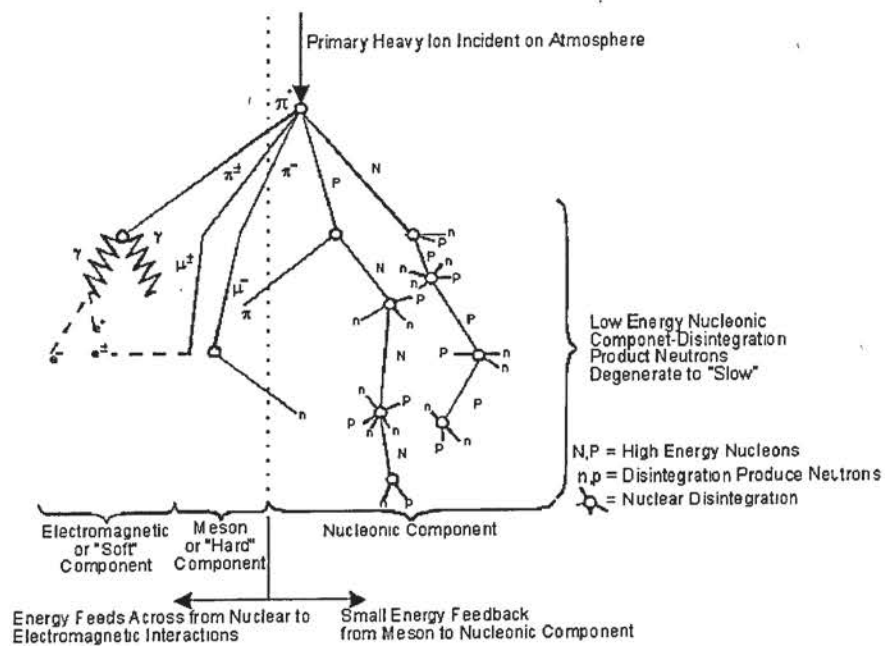 Primary Heavy Ion Incident on Atmosphere
π
N
π±
π-
P
γ
γ
n
P
P
n
n
n
P
μ±
μ-
N
π
P
n
n
P
P
n
n
e+
e-
e±
N
n
n
P
P
n
n
P
n
P
n
N
n
P
Low Energy Nucleonic
Componet-Disintegration
Product Neutrons
Degenerate to "Slow"
N,P = High Energy Nucleons
n,p = Disintegration Produce Neutrons
= Nuclear Disintegration
Electromagnetic
or "Soft"
Component
Meson
or "Hard"
Component
Nucleonic Component
Energy Feeds Across from Nuclear to
Electromagnetic Interactions
Small Energy Feedback
from Meson to Nucleonic Component